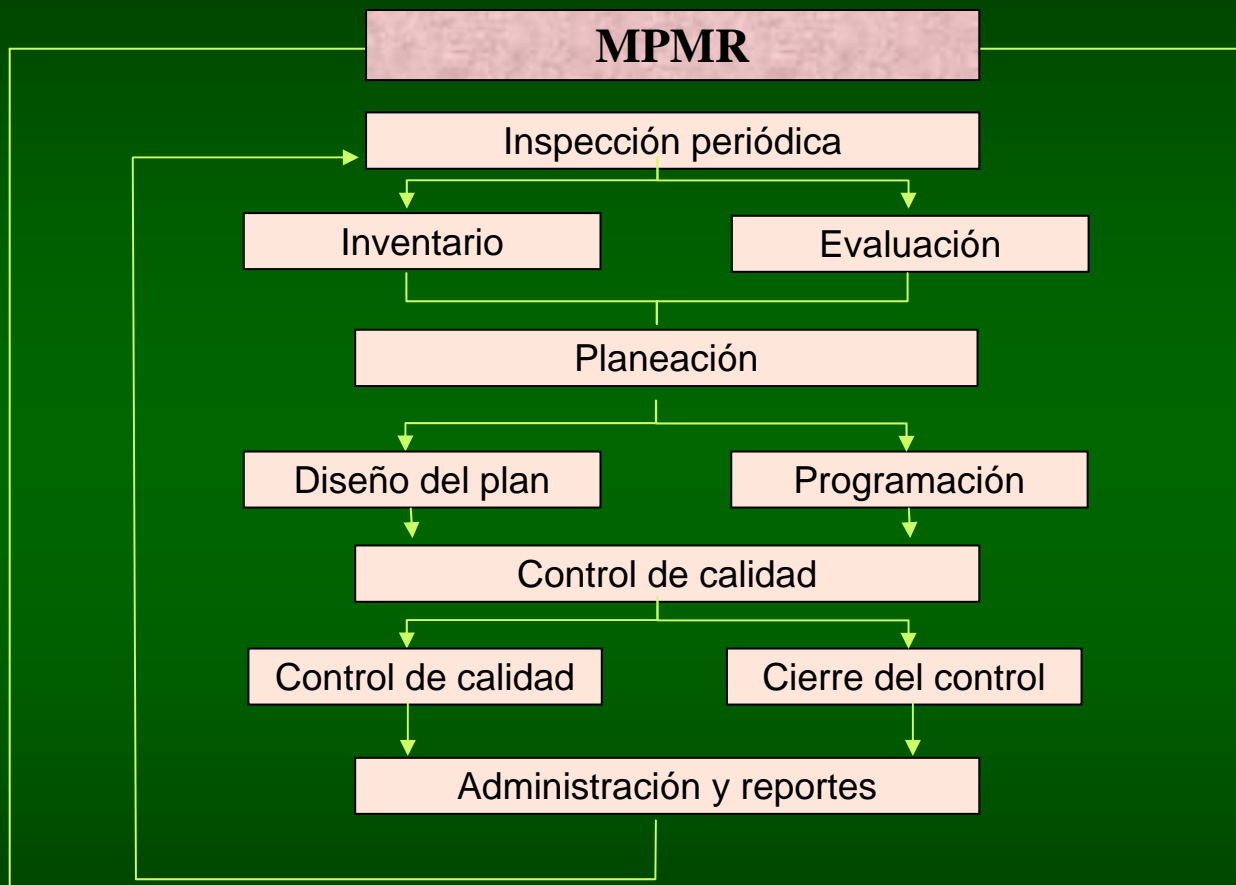 MPMR
Inspección periódica
Inventario
Evaluación
Planeación
Diseño del plan
Programación
Control de calidad
Control de calidad
Cierre del control
Administración y reportes